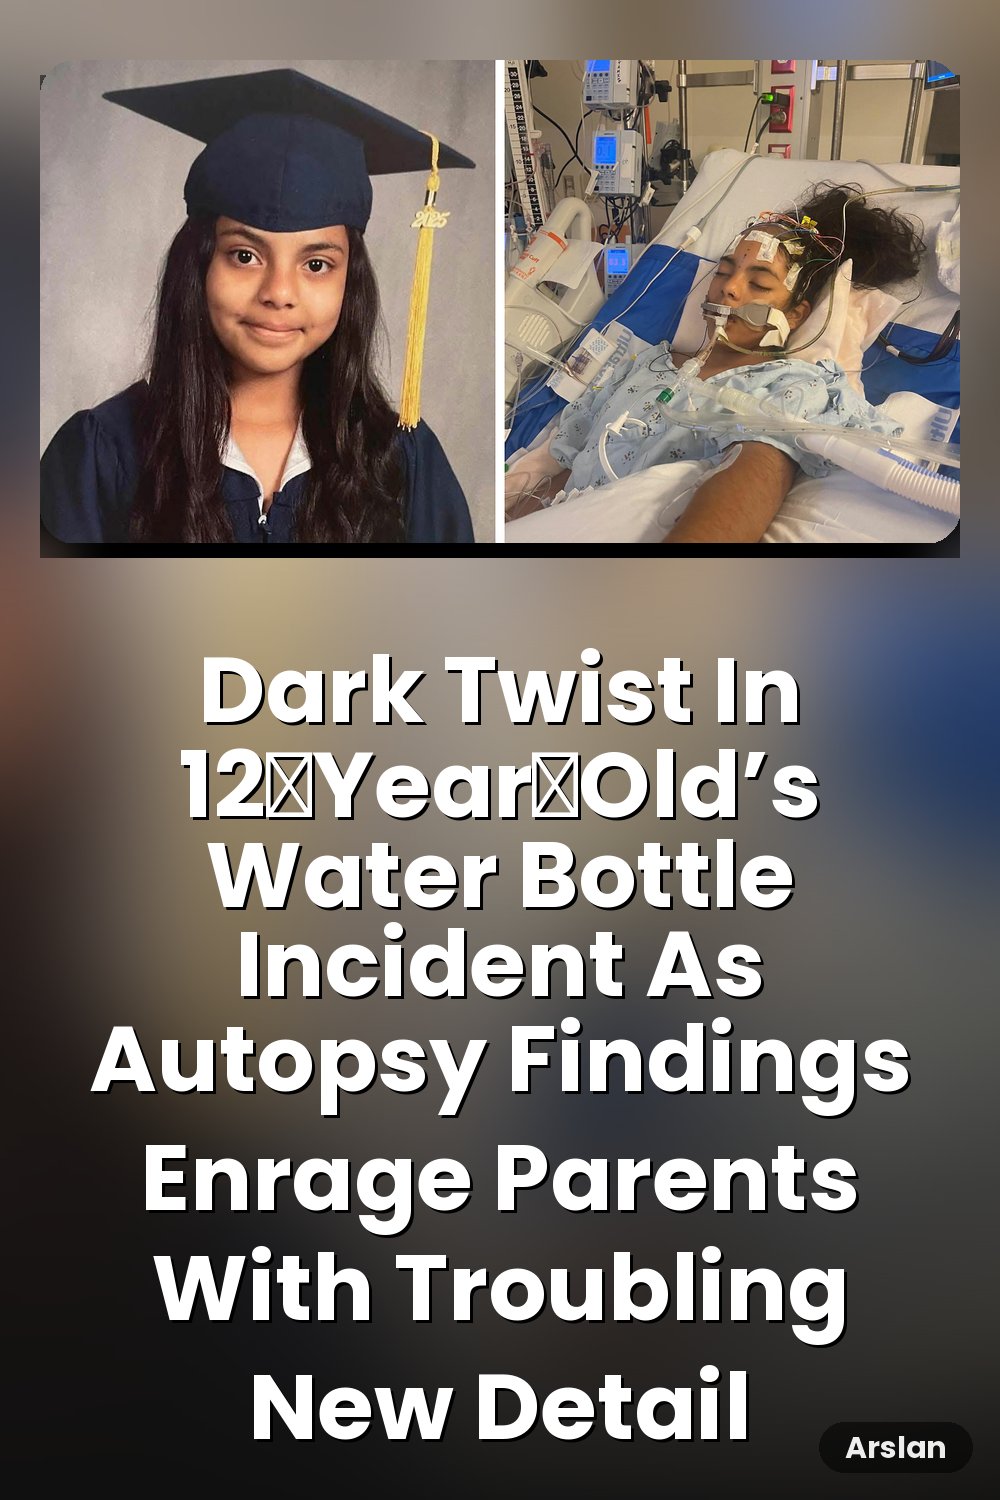 2025
Dark Twist In
12▯Year▯Old’s
Water Bottle
Incident As
Autopsy Findings
Enrage Parents
With Troubling
New Detail
Arslan